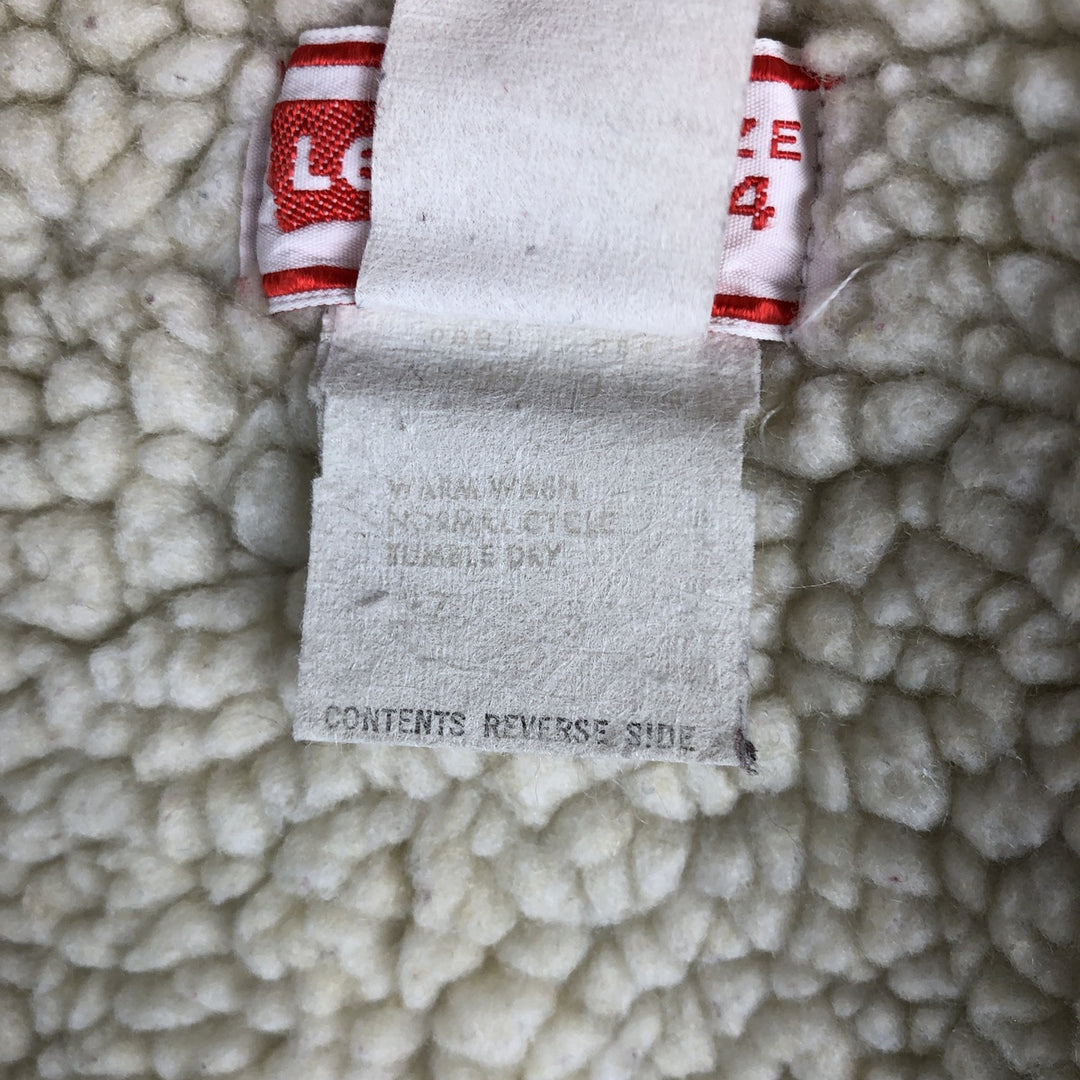 Le
ZE
4
WARM WASH
NORMAL CYCLE
TUMBLE DRY
CONTENTS REVERSE SIDE